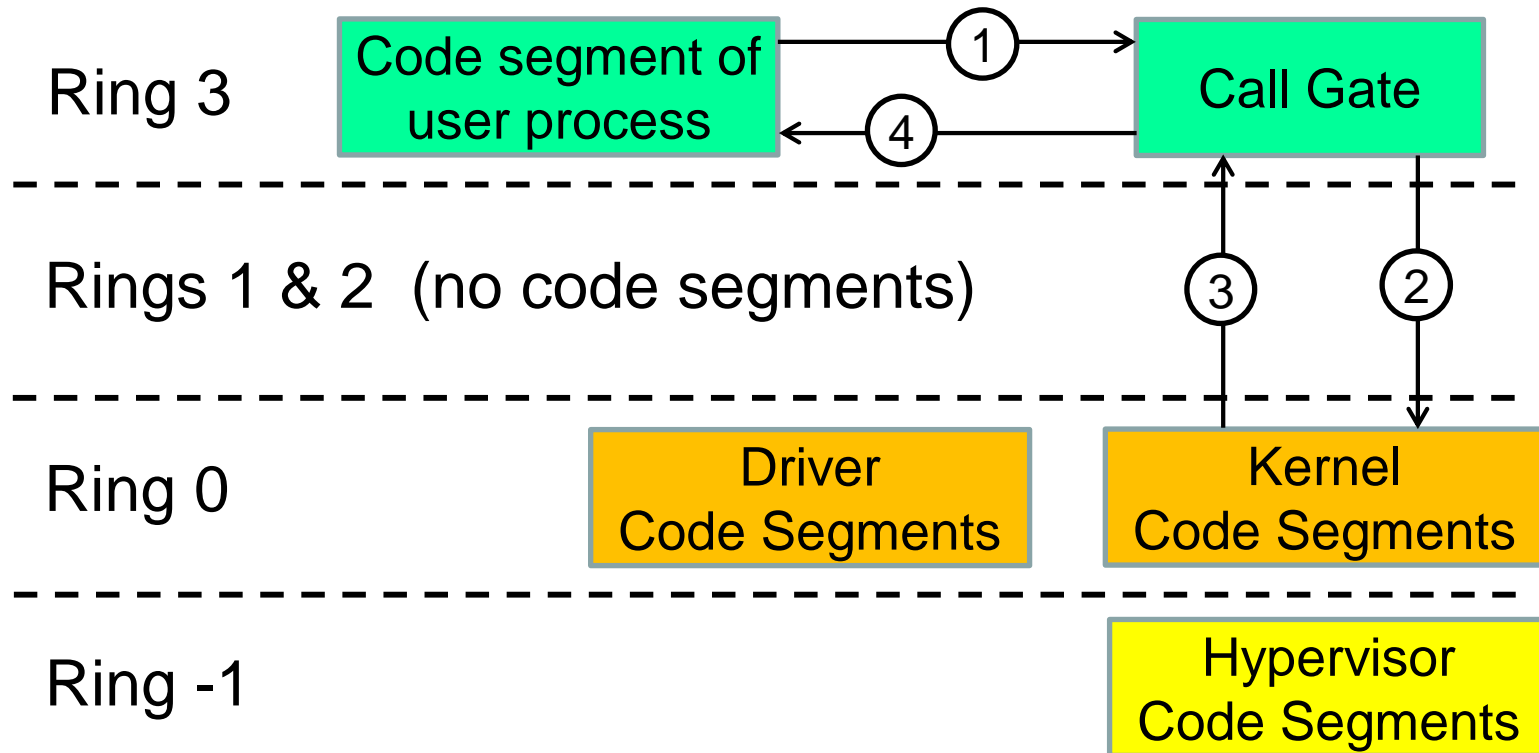 Ring 3
Code segment of
user process
1
4
Call Gate
Rings 1 & 2 (no code segments)
3
2
Ring 0
Driver
Code Segments
Kernel
Code Segments
Ring -1
Hypervisor
Code Segments